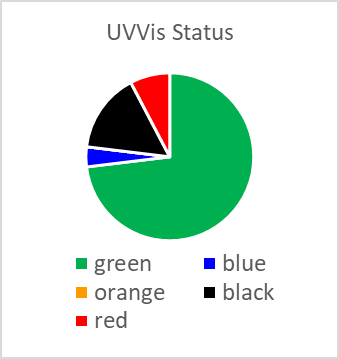 UVVis Status
green blue
orange black
red